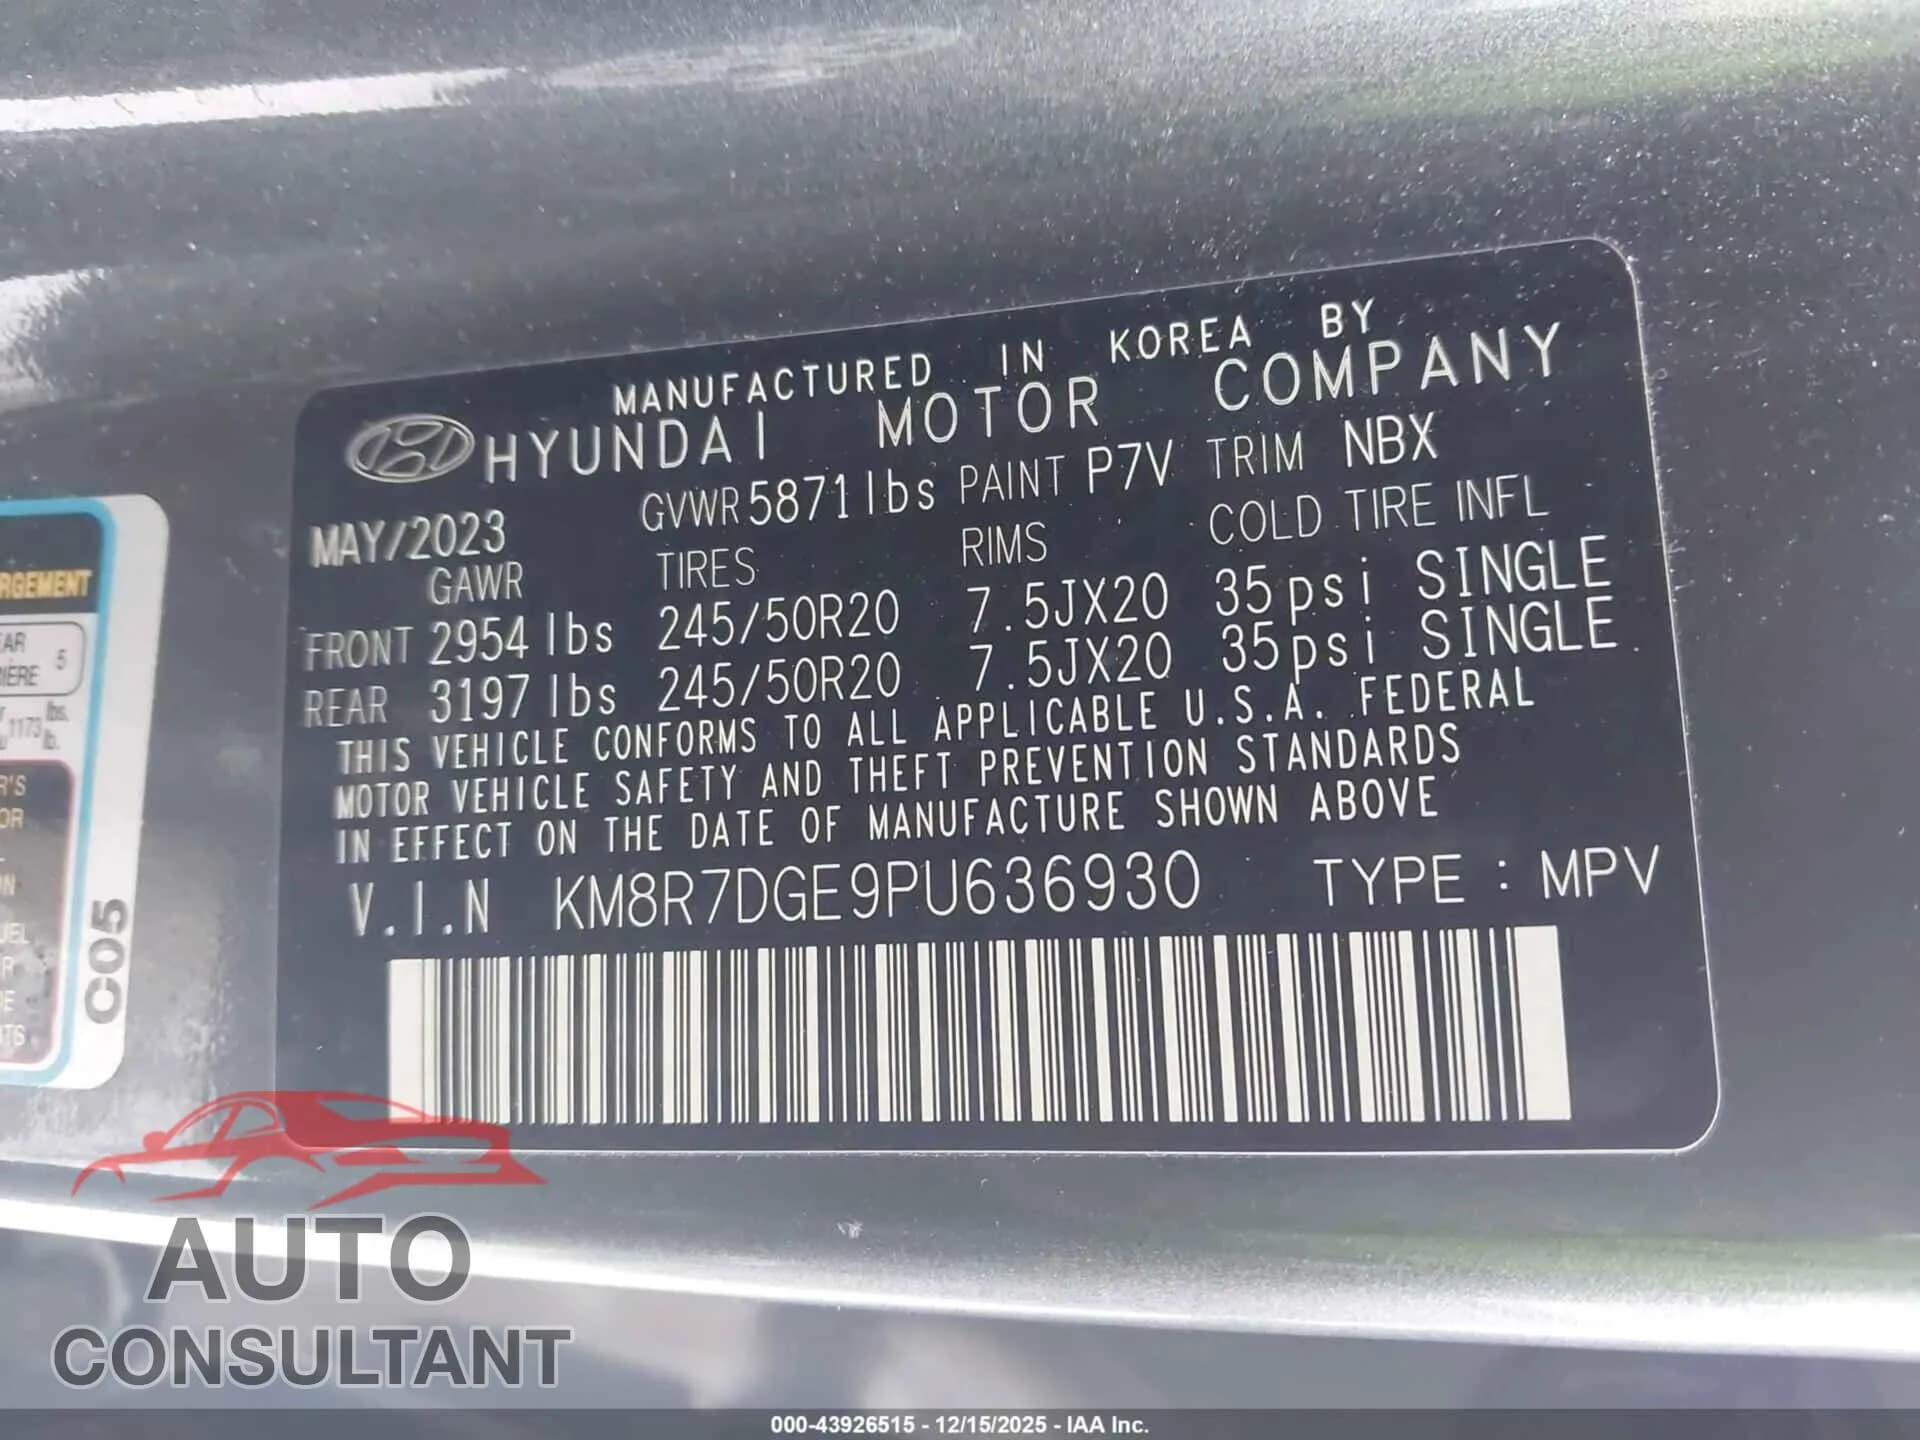 MANUFACTURED IN KOREA BY
HYUNDAI MOTOR COMPANY
MAY/2023 GVWR 5871 lbs PAINT P7V TRIM NBX
GAWR TIRES RIMS COLD TIRE INFL
FRONT 2954 lbs 245/50R20 7.5JX20 35psi SINGLE
REAR 3197 lbs 245/50R20 7.5JX20 35psi SINGLE
THIS VEHICLE CONFORMS TO ALL APPLICABLE U.S.A. FEDERAL
MOTOR VEHICLE SAFETY AND THEFT PREVENTION STANDARDS
IN EFFECT ON THE DATE OF MANUFACTURE SHOWN ABOVE
V.I.N KM8R7DGE9PU636930 TYPE : MPV
5
1173 lbs.
lb.
C05
AUTO
CONSULTANT
000-43926515 - 12/15/2025 - IAA Inc.